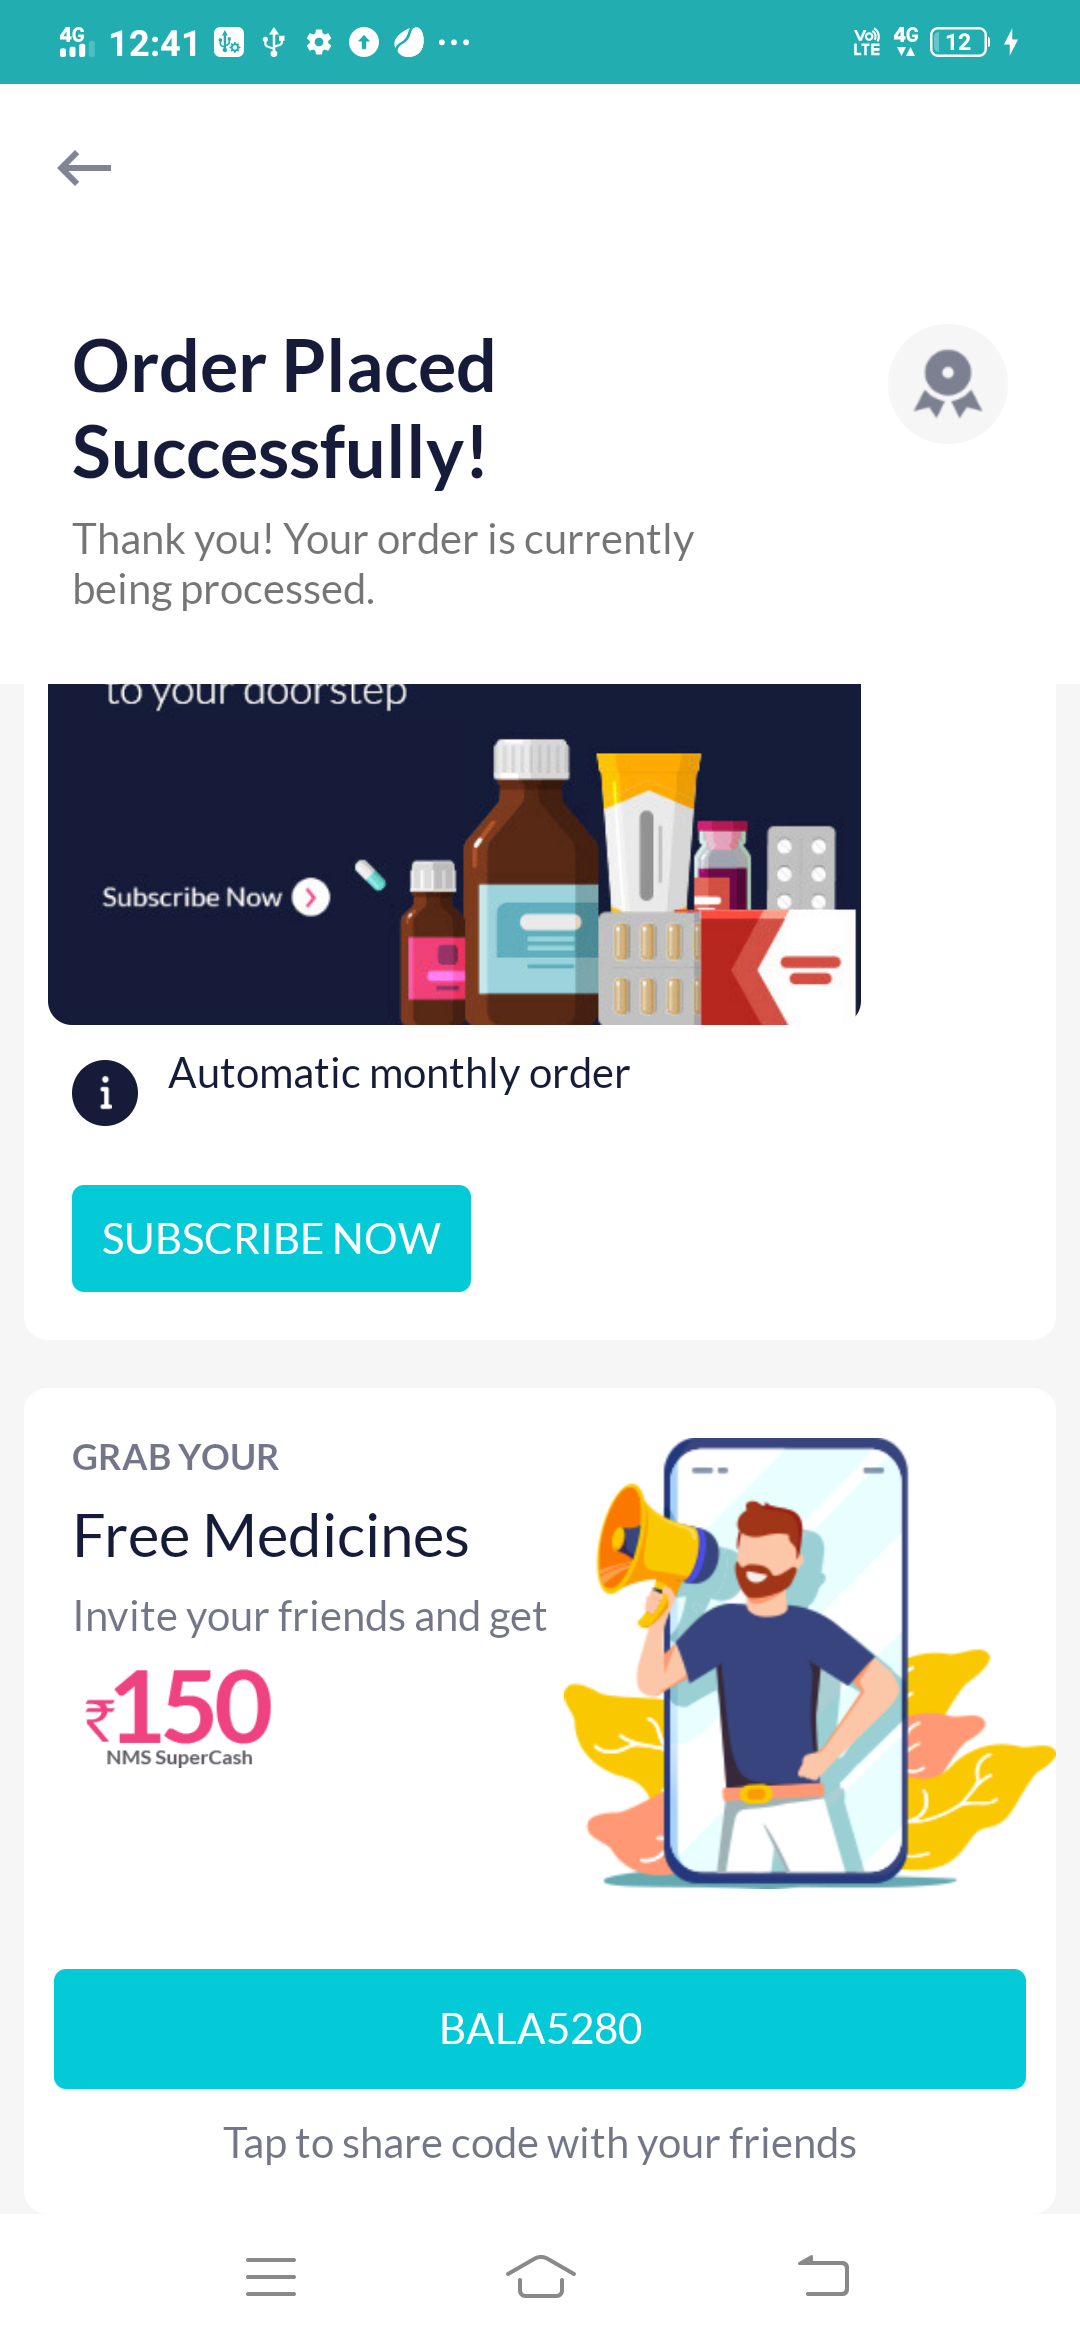 4G 12:41 VoLTE 4G 12
Order Placed
Successfully!
Thank you! Your order is currently
being processed.
to your doorstep
Subscribe Now
Automatic monthly order
SUBSCRIBE NOW
GRAB YOUR
Free Medicines
Invite your friends and get
₹150
NMS SuperCash
BALA5280
Tap to share code with your friends